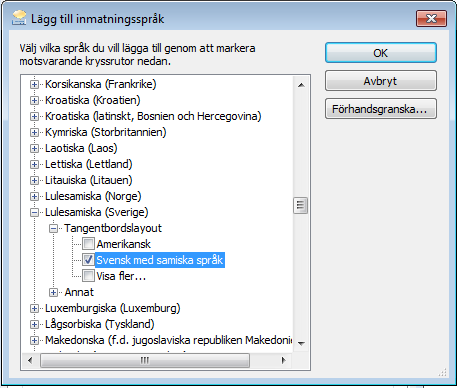 Lägg till inmatningsspråk
Välj vilka språk du vill lägga till genom att markera
motsvarande kryssrutor nedan.
OK
Avbryt
Förhandsgranska...
Korsikanska (Frankrike)
Kroatiska (Kroatien)
Kroatiska (latinskt, Bosnien och Hercegovina)
Kymriska (Storbritannien)
Laotiska (Laos)
Lettiska (Lettland)
Litauiska (Litauen)
Lulesamiska (Norge)
Lulesamiska (Sverige)
Tangentbordslayout
Amerikansk
Svensk med samiska språk
Visa fler...
Annat
Luxemburgiska (Luxemburg)
Lågsorbiska (Tyskland)
Makedonska (f.d. jugoslaviska republiken Makedoni